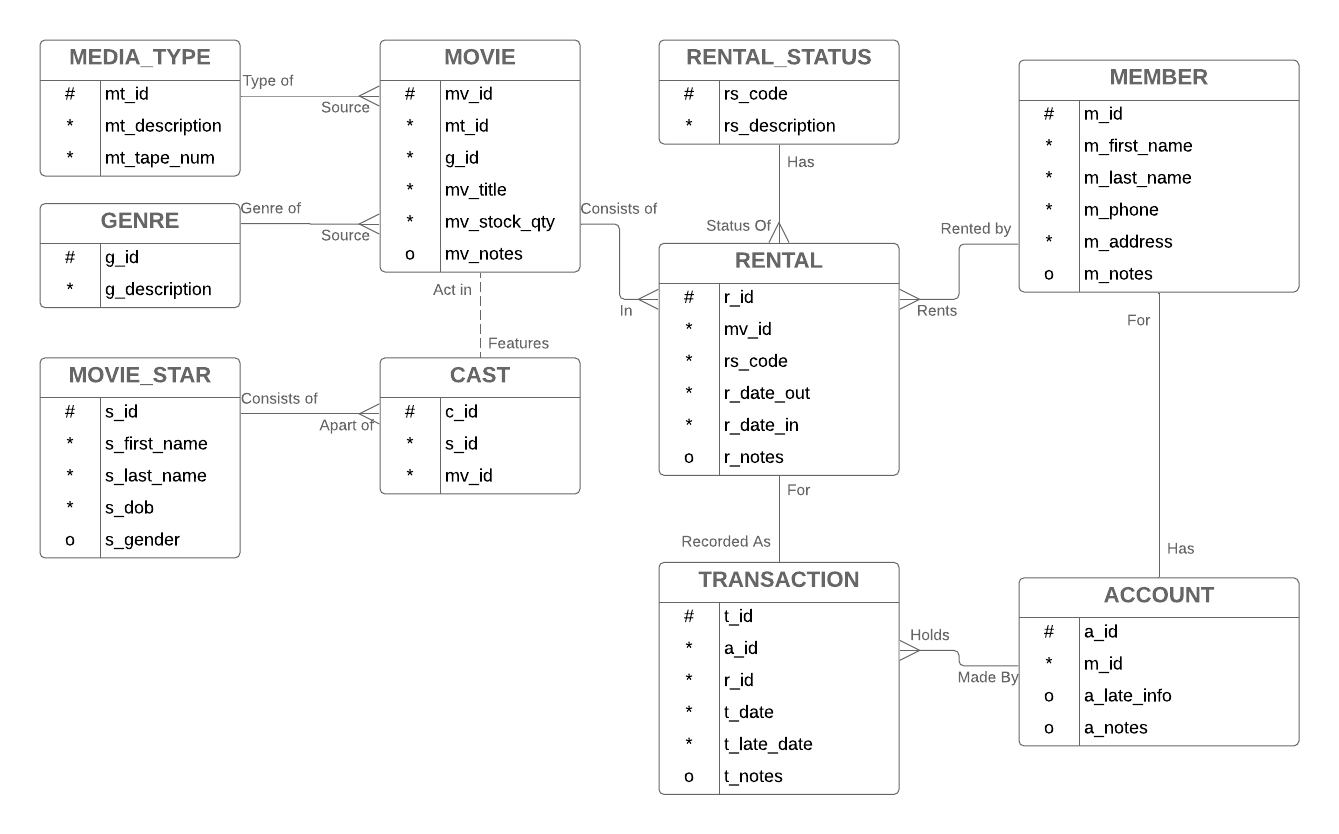 MEDIA_TYPE
# mt_id
* mt_description
* mt_tape_num
Type of
Source
MOVIE
# mv_id
* mt_id
* g_id
* mv_title
* mv_stock_qty
o mv_notes
GENRE
# g_id
* g_description
Genre of
Source
Consists of
In
Act in
Features
MOVIE_STAR
# s_id
* s_first_name
* s_last_name
* s_dob
o s_gender
Consists of
Apart of
CAST
# c_id
* s_id
* mv_id
RENTAL_STATUS
# rs_code
* rs_description
Has
Status Of
RENTAL
# r_id
* mv_id
* rs_code
* r_date_out
* r_date_in
o r_notes
Rented by
Rents
MEMBER
# m_id
* m_first_name
* m_last_name
* m_phone
* m_address
o m_notes
For
Has
For
Recorded As
TRANSACTION
# t_id
* a_id
* r_id
* t_date
* t_late_date
o t_notes
Holds
Made By
ACCOUNT
# a_id
* m_id
o a_late_info
o a_notes